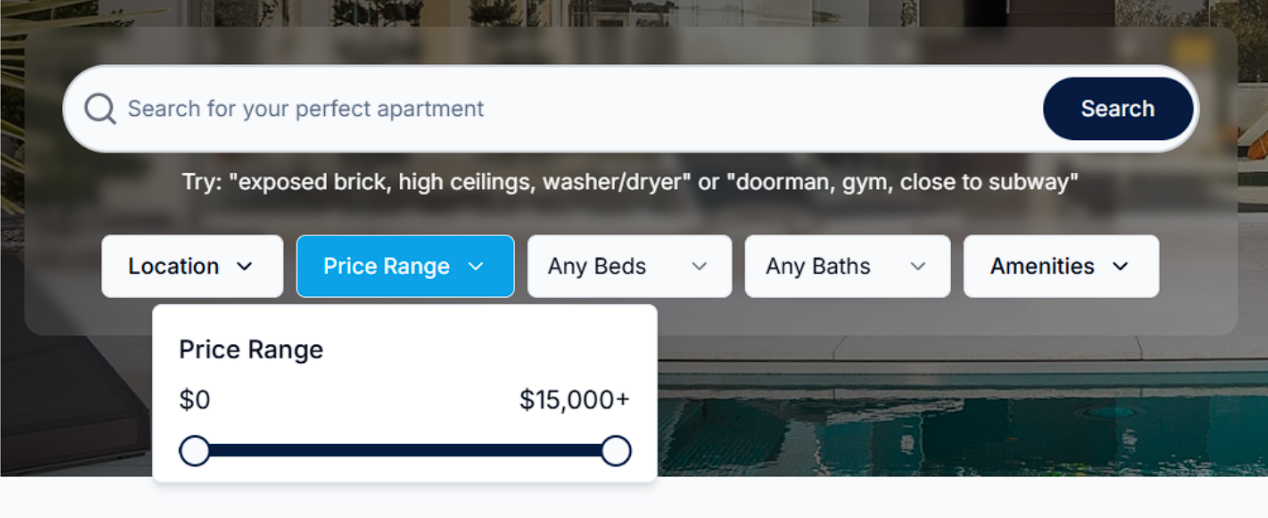 Search for your perfect apartment
Search
Try: "exposed brick, high ceilings, washer/dryer" or "doorman, gym, close to subway"
Location
Price Range
Any Beds
Any Baths
Amenities
Price Range
$0
$15,000+